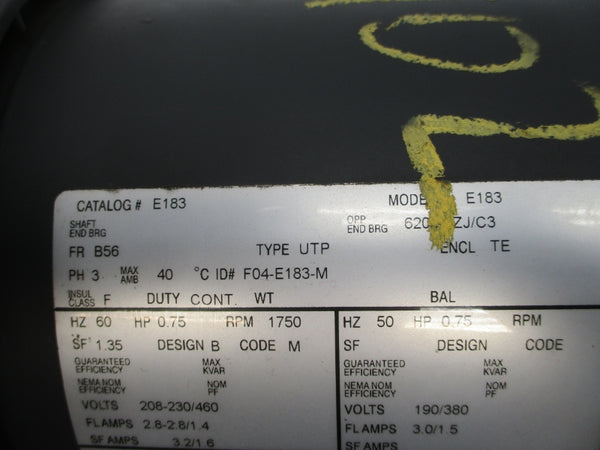 CATALOG # E183 MODEL E183
SHAFT END BRG OPP END BRG ZJ/C3
FR B56 TYPE UTP ENCL TE
PH 3 MAX AMB 40 °C ID# F04-E183-M
INSUL CLASS F DUTY CONT. WT BAL
HZ 60 HP 0.75 RPM 1750
SF 1.35 DESIGN B CODE M
GUARANTEED EFFICIENCY MAX KVAR
NEMA NOM EFFICIENCY NOM PF
VOLTS 208-230/460
FL AMPS 2.8-2.8/1.4
SF AMPS 3.2/1.6
HZ 50 HP 0.75 RPM
SF DESIGN CODE
GUARANTEED EFFICIENCY MAX KVAR
NEMA NOM EFFICIENCY NOM PF
VOLTS 190/380
FL AMPS 3.0/1.5
SF AMPS